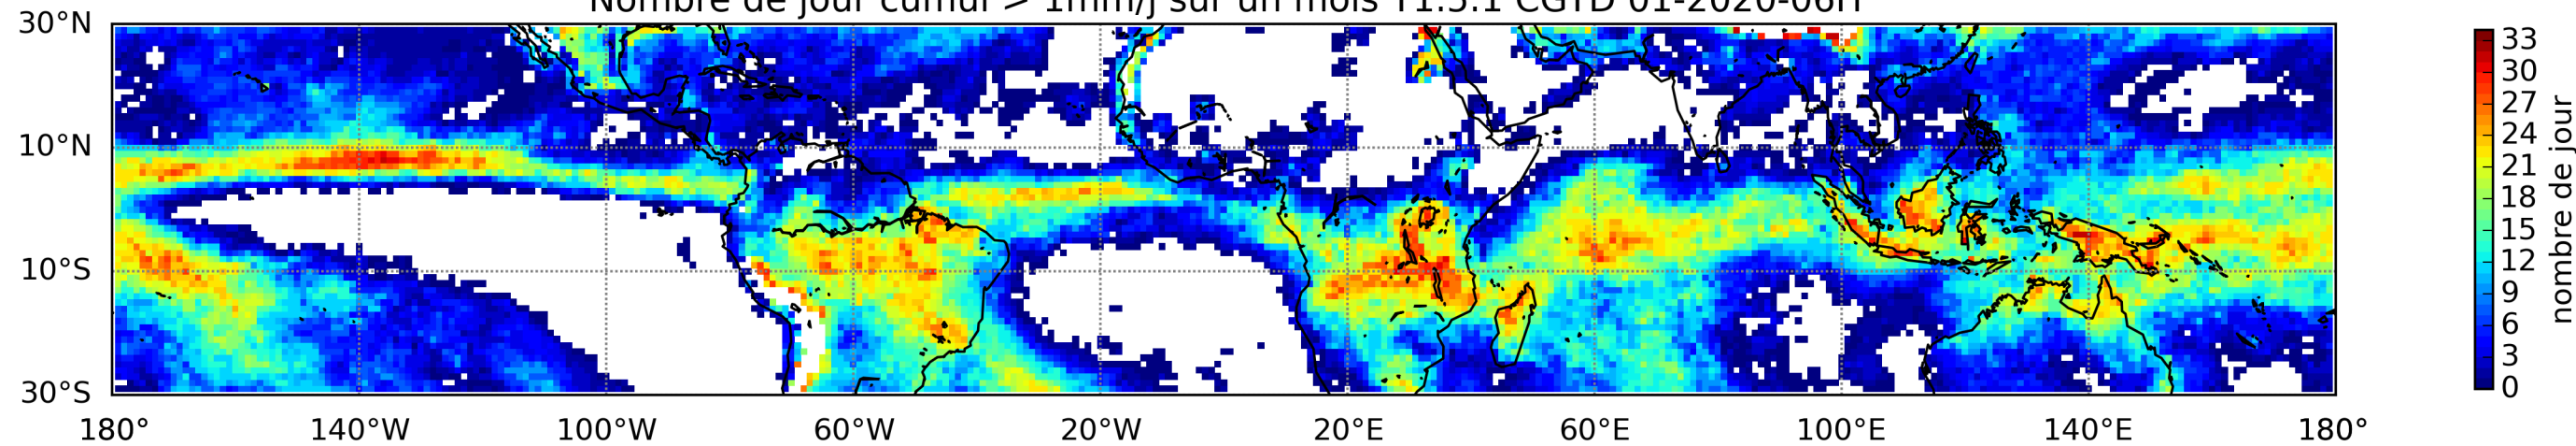 Nombre de jour cumul > 1mm/j sur un mois T1.5.1 CGTD 01-2020-06H
30°N
10°N
10°S
30°S
180°
140°W
100°W
60°W
20°W
20°E
60°E
100°E
140°E
180°
33
30
27
24
21
18
15
12
9
6
3
0
nombre de jour